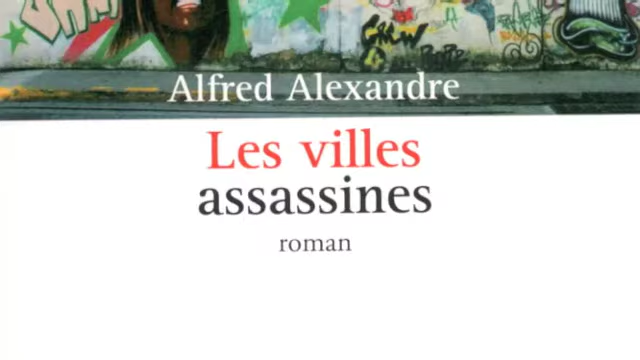 Alfred Alexandre
Les villes
assassines
roman